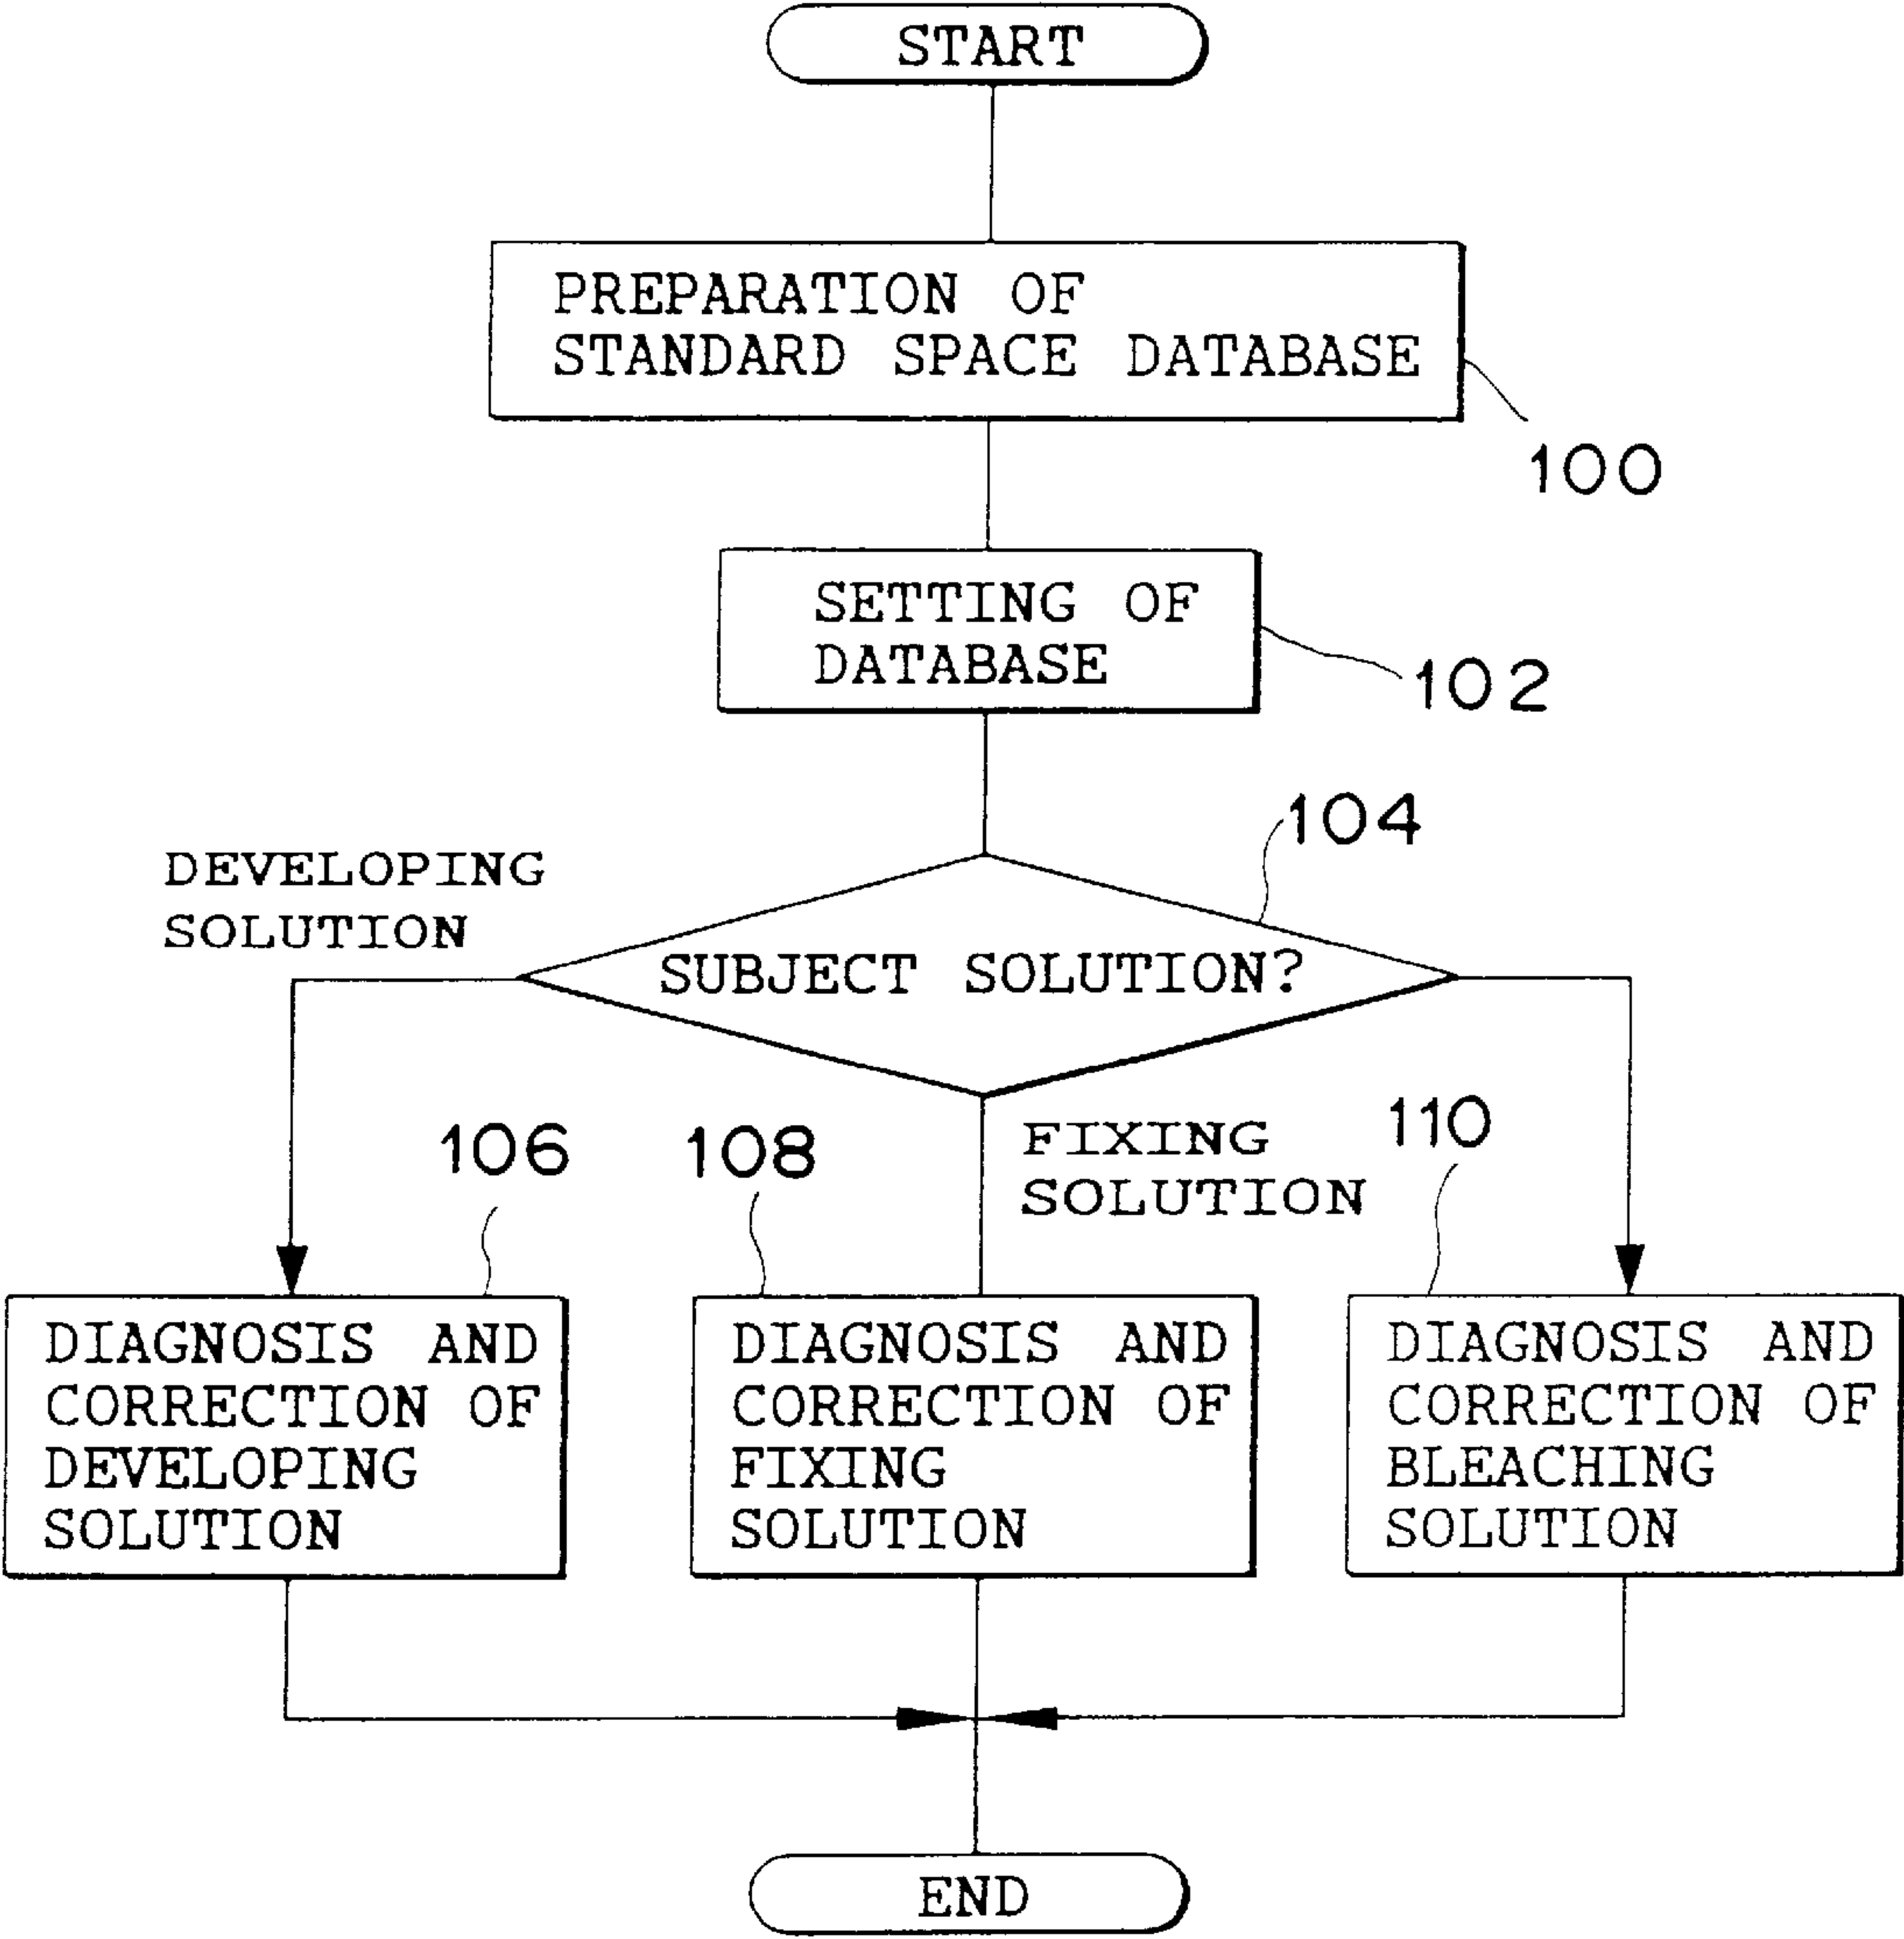 START
PREPARATION OF
STANDARD SPACE DATABASE
100
SETTING OF
DATABASE
102
104
DEVELOPING
SOLUTION
SUBJECT SOLUTION?
106
108
FIXING
SOLUTION
110
DIAGNOSIS AND
CORRECTION OF
DEVELOPING
SOLUTION
DIAGNOSIS AND
CORRECTION OF
FIXING
SOLUTION
DIAGNOSIS AND
CORRECTION OF
BLEACHING
SOLUTION
END